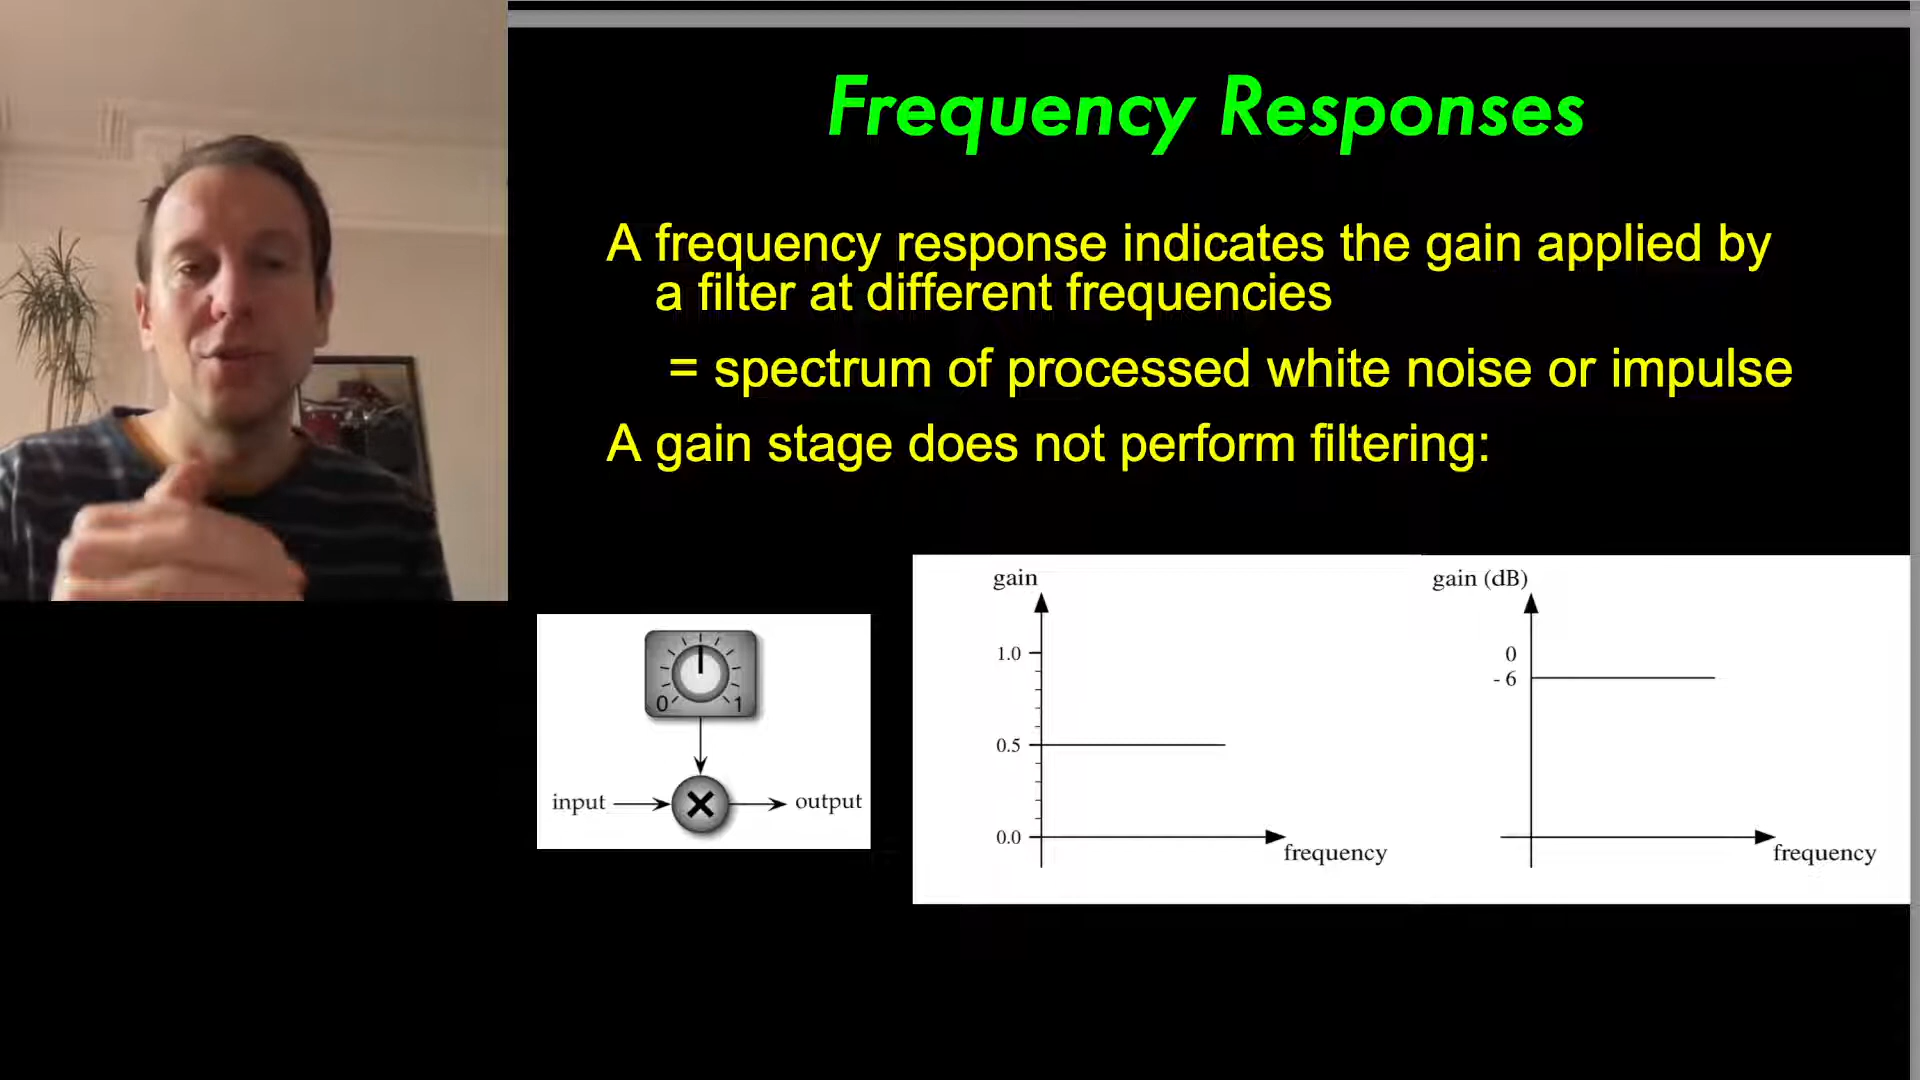 Frequency Responses
A frequency response indicates the gain applied by
a filter at different frequencies
= spectrum of processed white noise or impulse
A gain stage does not perform filtering:
0 1
input output
gain
1.0
0.5
0.0
frequency
gain (dB)
0
- 6
frequency